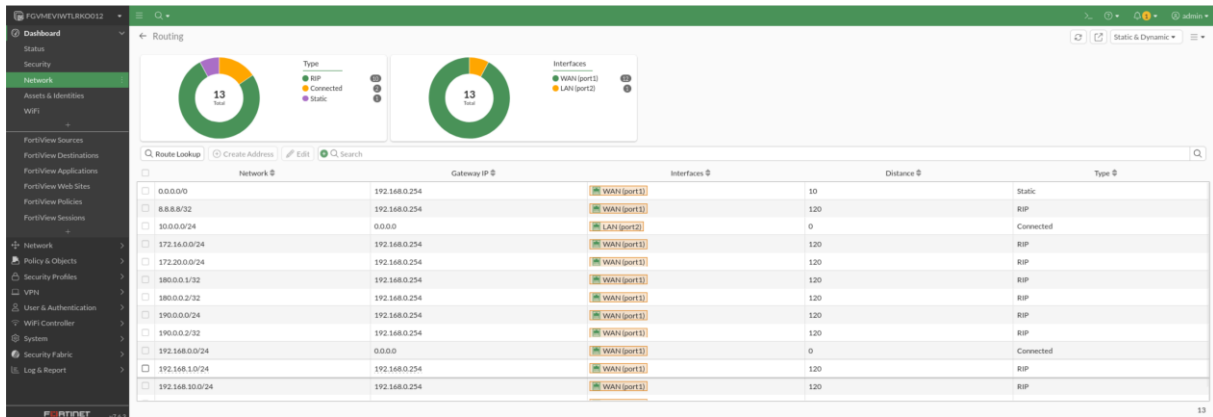 FGVMEVIWTLRKO012
admin
Dashboard
Status
Security
Network
Assets & Identities
WiFi
+
FortiView Sources
FortiView Destinations
FortiView Applications
FortiView Web Sites
FortiView Policies
FortiView Sessions
+
Network
Policy & Objects
Security Profiles
VPN
User & Authentication
WiFi Controller
System
Security Fabric
Log & Report
FORTINET
Routing
Static & Dynamic
13
Total
Type
RIP
Connected 2
Static 1
13
Total
Interfaces
WAN (port1) 12
LAN (port2) 1
Route Lookup Create Address Edit Search
Network Gateway IP Interfaces Distance Type
0.0.0.0/0 192.168.0.254 WAN (port1) 10 Static
8.8.8.8/32 192.168.0.254 WAN (port1) 120 RIP
10.0.0.0/24 0.0.0.0 LAN (port2) 0 Connected
172.16.0.0/24 192.168.0.254 WAN (port1) 120 RIP
172.20.0.0/24 192.168.0.254 WAN (port1) 120 RIP
180.0.0.1/32 192.168.0.254 WAN (port1) 120 RIP
180.0.0.2/32 192.168.0.254 WAN (port1) 120 RIP
190.0.0.0/24 192.168.0.254 WAN (port1) 120 RIP
190.0.0.2/32 192.168.0.254 WAN (port1) 120 RIP
192.168.0.0/24 0.0.0.0 WAN (port1) 0 Connected
192.168.1.0/24 192.168.0.254 WAN (port1) 120 RIP
192.168.10.0/24 192.168.0.254 WAN (port1) 120 RIP
13